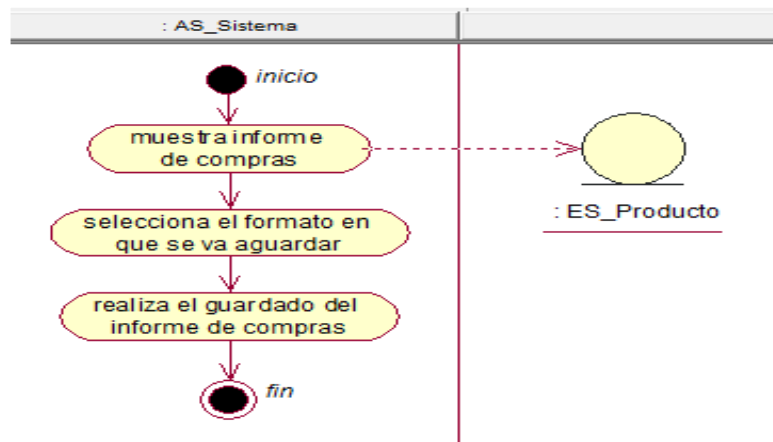 : AS_Sistema
inicio
muestra informe
de compras
: ES_Producto
selecciona el formato en
que se va aguardar
realiza el guardado del
informe de compras
fin